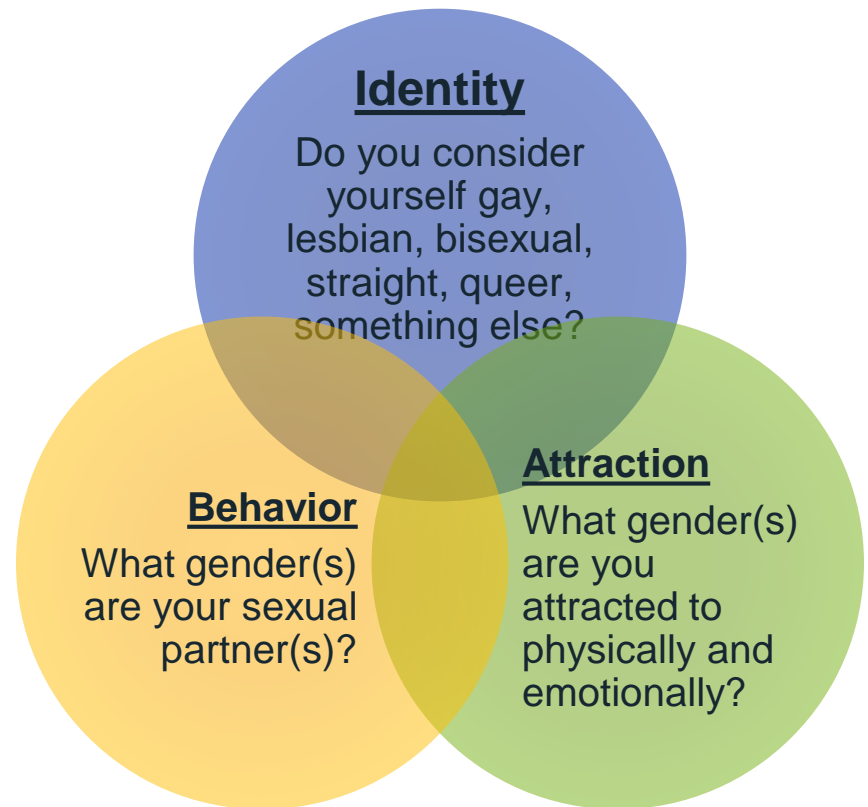 Identity
Do you consider
yourself gay,
lesbian, bisexual,
straight, queer,
something else?
Behavior
What gender(s)
are your sexual
partner(s)?
Attraction
What gender(s)
are you
attracted to
physically and
emotionally?